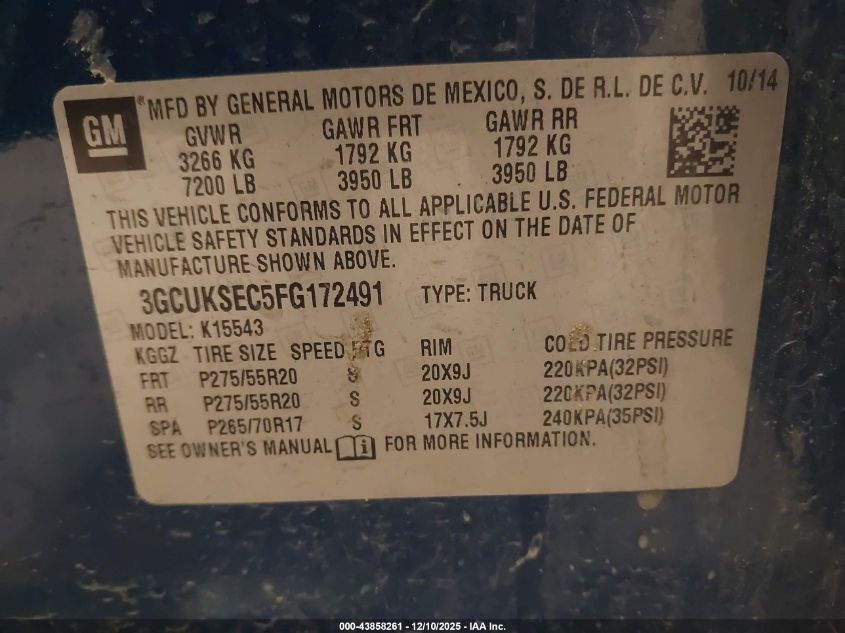 GM ® MFD BY GENERAL MOTORS DE MEXICO, S. DE R.L. DE C.V. 10/14
GVWR GAWR FRT GAWR RR
3266 KG 1792 KG 1792 KG
7200 LB 3950 LB 3950 LB
THIS VEHICLE CONFORMS TO ALL APPLICABLE U.S. FEDERAL MOTOR
VEHICLE SAFETY STANDARDS IN EFFECT ON THE DATE OF
MANUFACTURE SHOWN ABOVE.
3GCUKSEC5FG172491 TYPE: TRUCK
MODEL: K15543
KGGZ TIRE SIZE SPEED RTG RIM COLD TIRE PRESSURE
FRT P275/55R20 S 20X9J 220KPA(32PSI)
RR P275/55R20 S 20X9J 220KPA(32PSI)
SPA P265/70R17 S 17X7.5J 240KPA(35PSI)
SEE OWNER'S MANUAL FOR MORE INFORMATION.
000-43858261 - 12/10/2025 - IAA Inc.